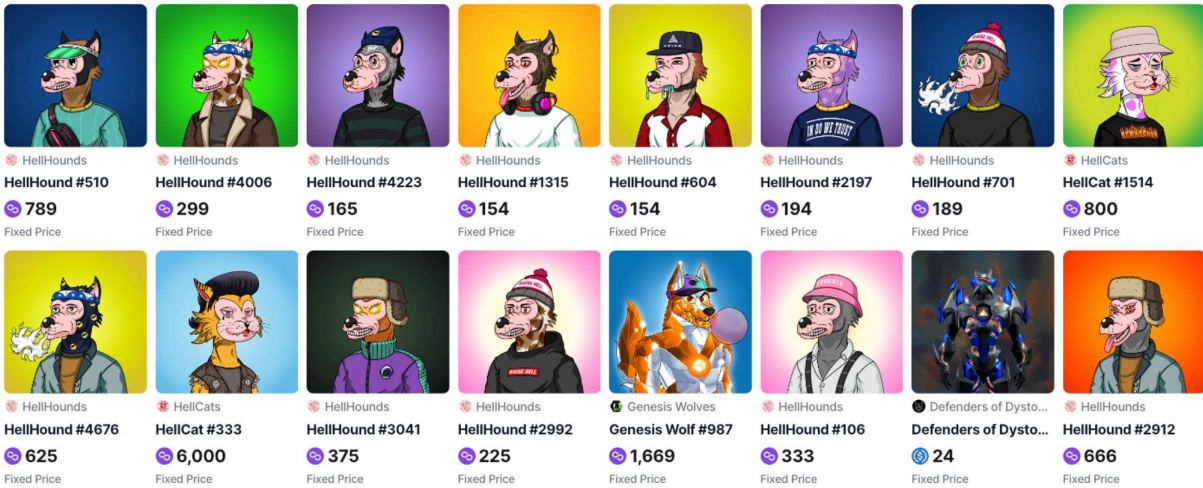 HellHounds
HellHound #510
789
Fixed Price
HellHounds
HellHound #4006
299
Fixed Price
HellHounds
HellHound #4223
165
Fixed Price
HellHounds
HellHound #1315
154
Fixed Price
HellHounds
HellHound #604
154
Fixed Price
IN DO WE TRUST
HellHounds
HellHound #2197
194
Fixed Price
RAISE HELL
HellHounds
HellHound #701
189
Fixed Price
HellCats
HellCat #1514
800
Fixed Price
HellHounds
HellHound #4676
625
Fixed Price
HellCats
HellCat #333
6,000
Fixed Price
HellHounds
HellHound #3041
375
Fixed Price
RAISE HELL
RAISE HELL
HellHounds
HellHound #2992
225
Fixed Price
Genesis Wolves
Genesis Wolf #987
1,669
Fixed Price
TROUBLE
HellHounds
HellHound #106
333
Fixed Price
Defenders of Dysto...
Defenders of Dysto...
24
Fixed Price
HellHounds
HellHound #2912
666
Fixed Price